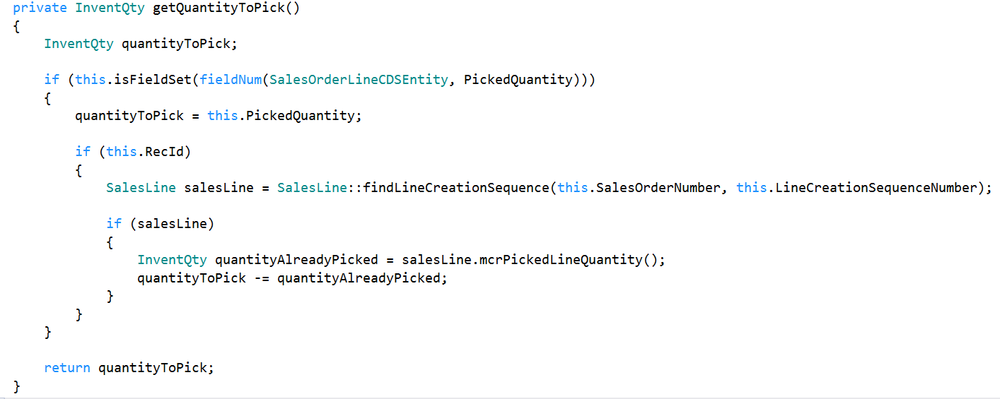 private InventQty getQuantityToPick()
{
    InventQty quantityToPick;

    if (this.isFieldSet(fieldNum(SalesOrderLineCDSEntity, PickedQuantity)))
    {
        quantityToPick = this.PickedQuantity;

        if (this.RecId)
        {
            SalesLine salesLine = SalesLine::findLineCreationSequence(this.SalesOrderNumber, this.LineCreationSequenceNumber);

            if (salesLine)
            {
                InventQty quantityAlreadyPicked = salesLine.mcrPickedLineQuantity();
                quantityToPick -= quantityAlreadyPicked;
            }
        }
    }

    return quantityToPick;
}